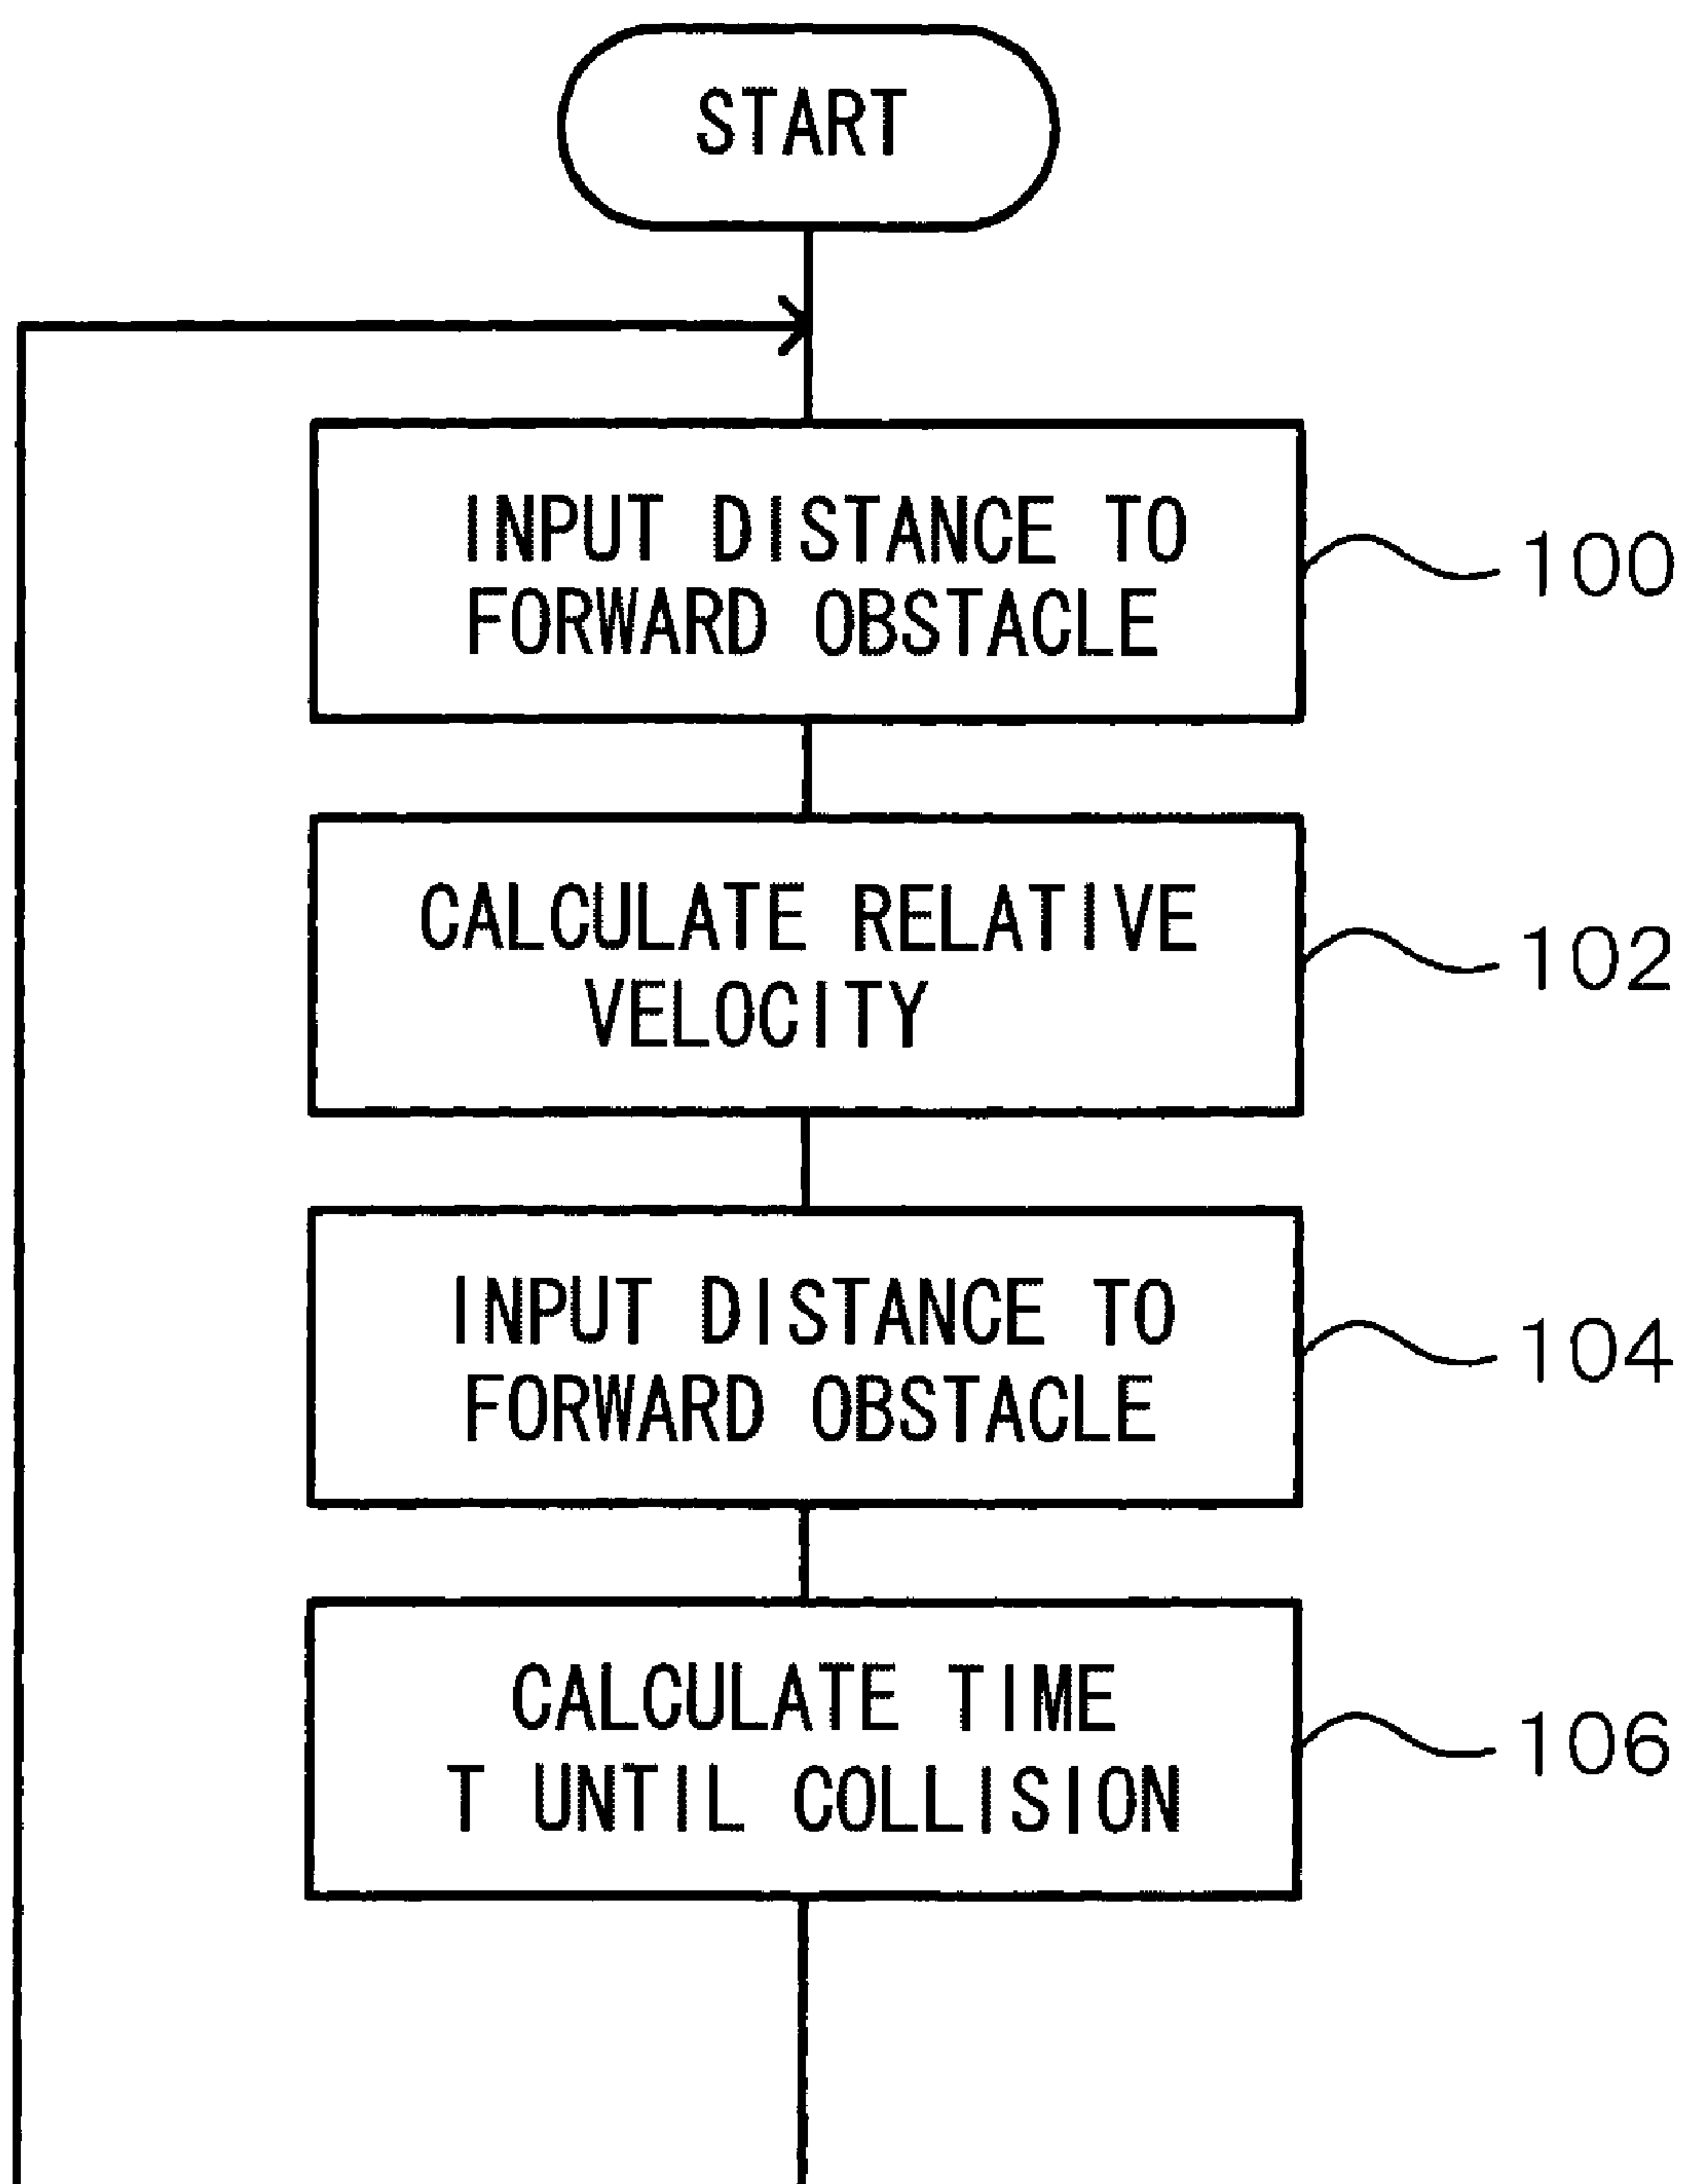 START
INPUT DISTANCE TO
FORWARD OBSTACLE
100
CALCULATE RELATIVE
VELOCITY
102
INPUT DISTANCE TO
FORWARD OBSTACLE
104
CALCULATE TIME
T UNTIL COLLISION
106